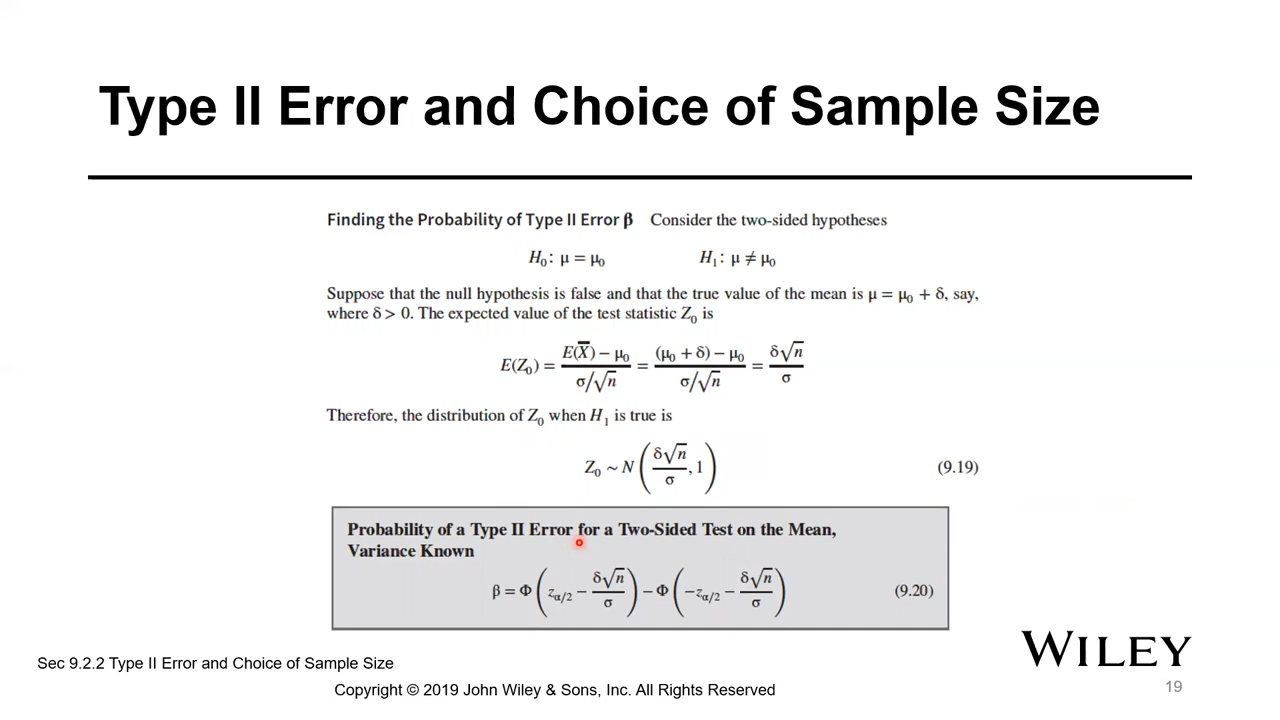 Type II Error and Choice of Sample Size
Finding the Probability of Type II Error β Consider the two-sided hypotheses
H₀: μ = μ₀ H₁: μ ≠ μ₀
Suppose that the null hypothesis is false and that the true value of the mean is μ = μ₀ + δ, say,
where δ > 0. The expected value of the test statistic Z₀ is
E(Z₀) = (E(X̄) − μ₀)/(σ/√n) = ((μ₀ + δ) − μ₀)/(σ/√n) = δ√n/σ
Therefore, the distribution of Z₀ when H₁ is true is
Z₀ ~ N(δ√n/σ, 1) (9.19)
Probability of a Type II Error for a Two-Sided Test on the Mean,
Variance Known
β = Φ(z_α/2 − δ√n/σ) − Φ(−z_α/2 − δ√n/σ) (9.20)
Sec 9.2.2 Type II Error and Choice of Sample Size
WILEY
Copyright © 2019 John Wiley & Sons, Inc. All Rights Reserved
19